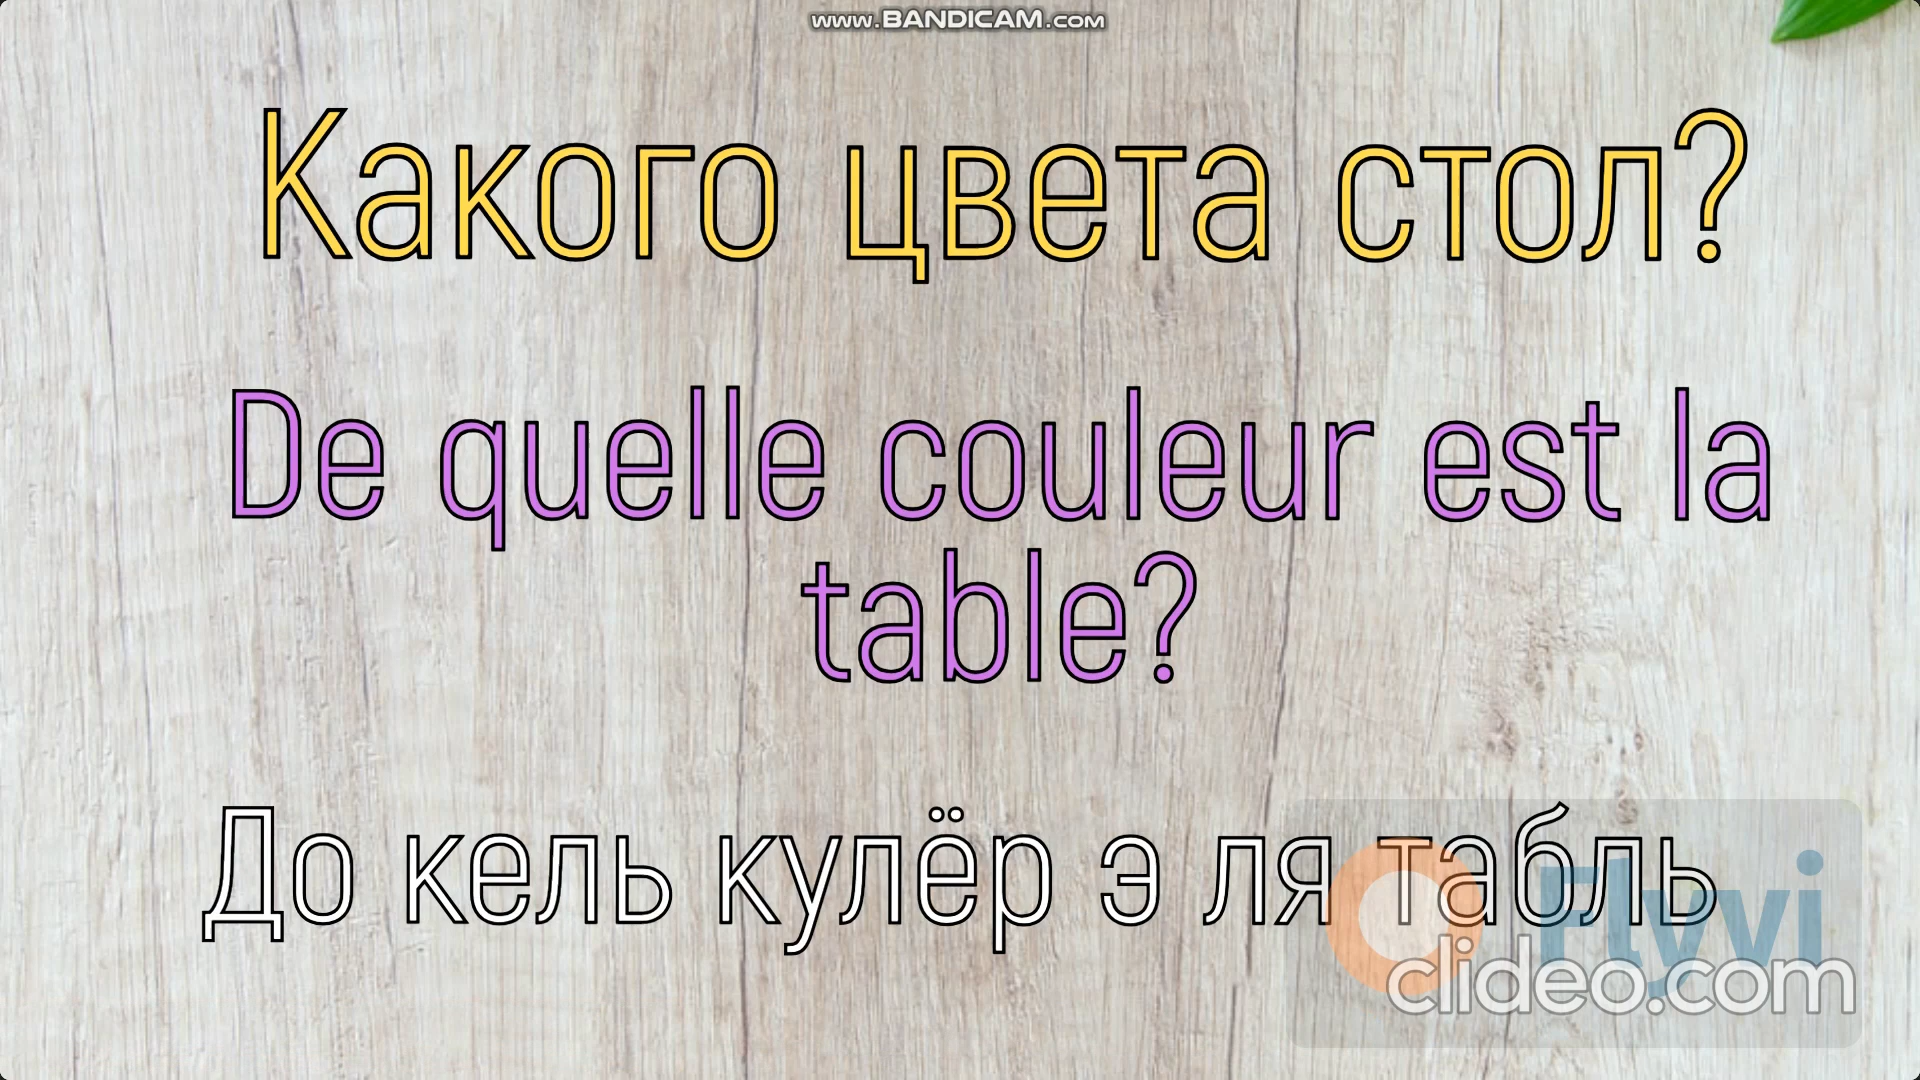 www.BANDICAM.com
Какого цвета стол?
De quelle couleur est la
table?
До кель кулёр э ля табль
Flyvi
clideo.com